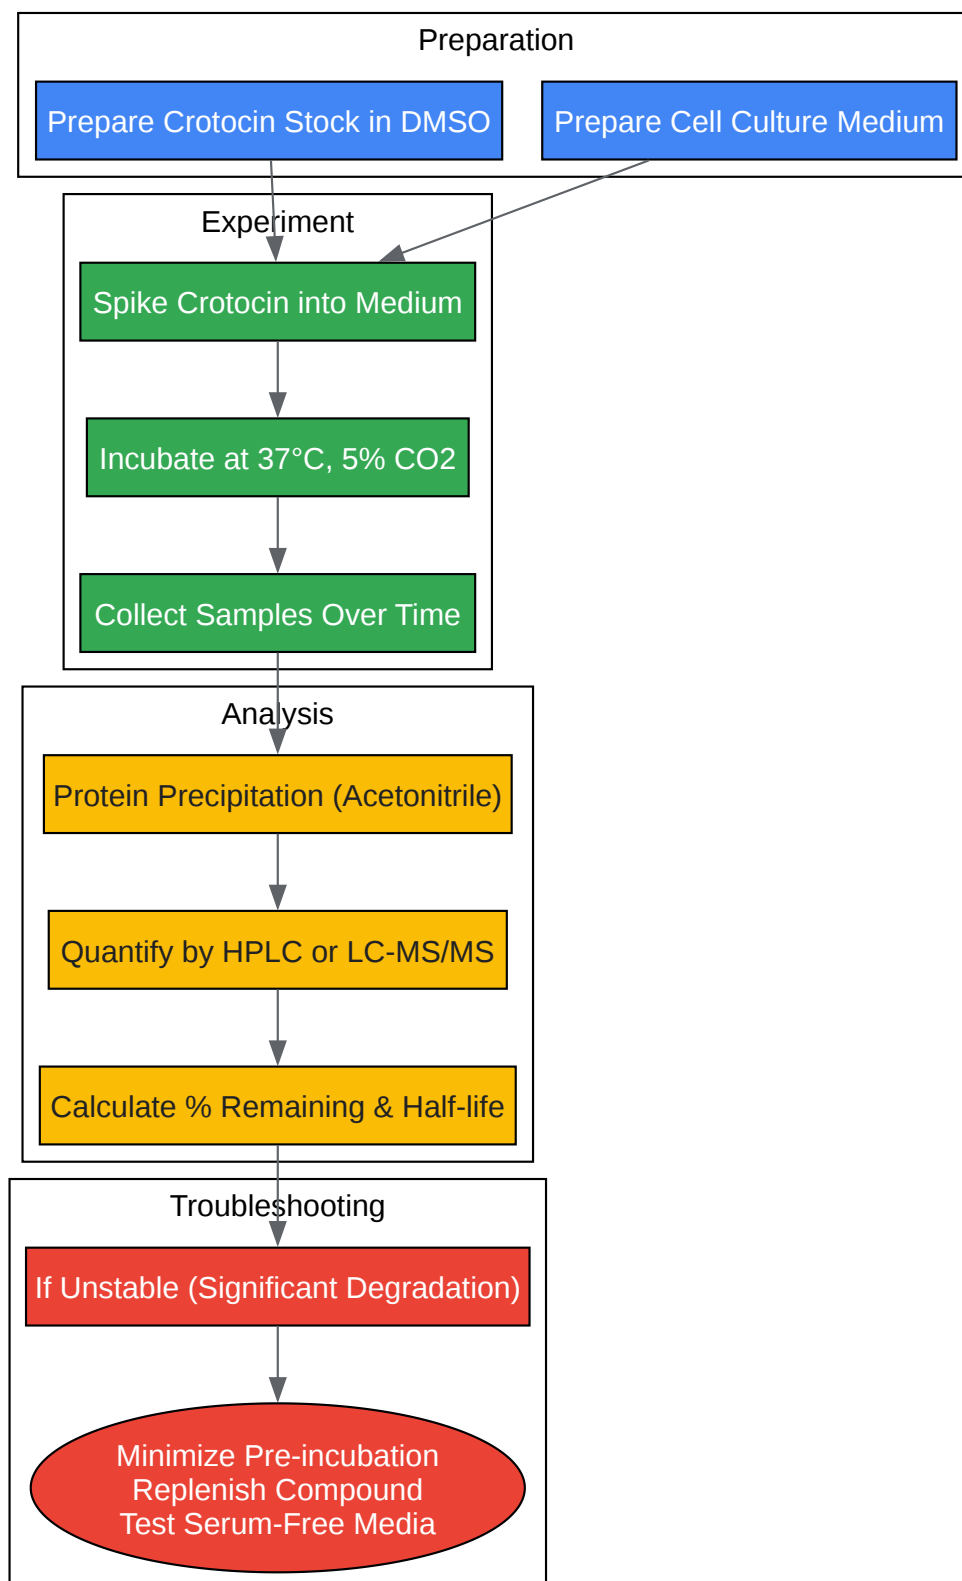 Preparation
Prepare Crotocin Stock in DMSO
Prepare Cell Culture Medium
Experiment
Spike Crotocin into Medium
Incubate at 37°C, 5% CO2
Collect Samples Over Time
Analysis
Protein Precipitation (Acetonitrile)
Quantify by HPLC or LC-MS/MS
Calculate % Remaining & Half-life
Troubleshooting
If Unstable (Significant Degradation)
Minimize Pre-incubation
Replenish Compound
Test Serum-Free Media